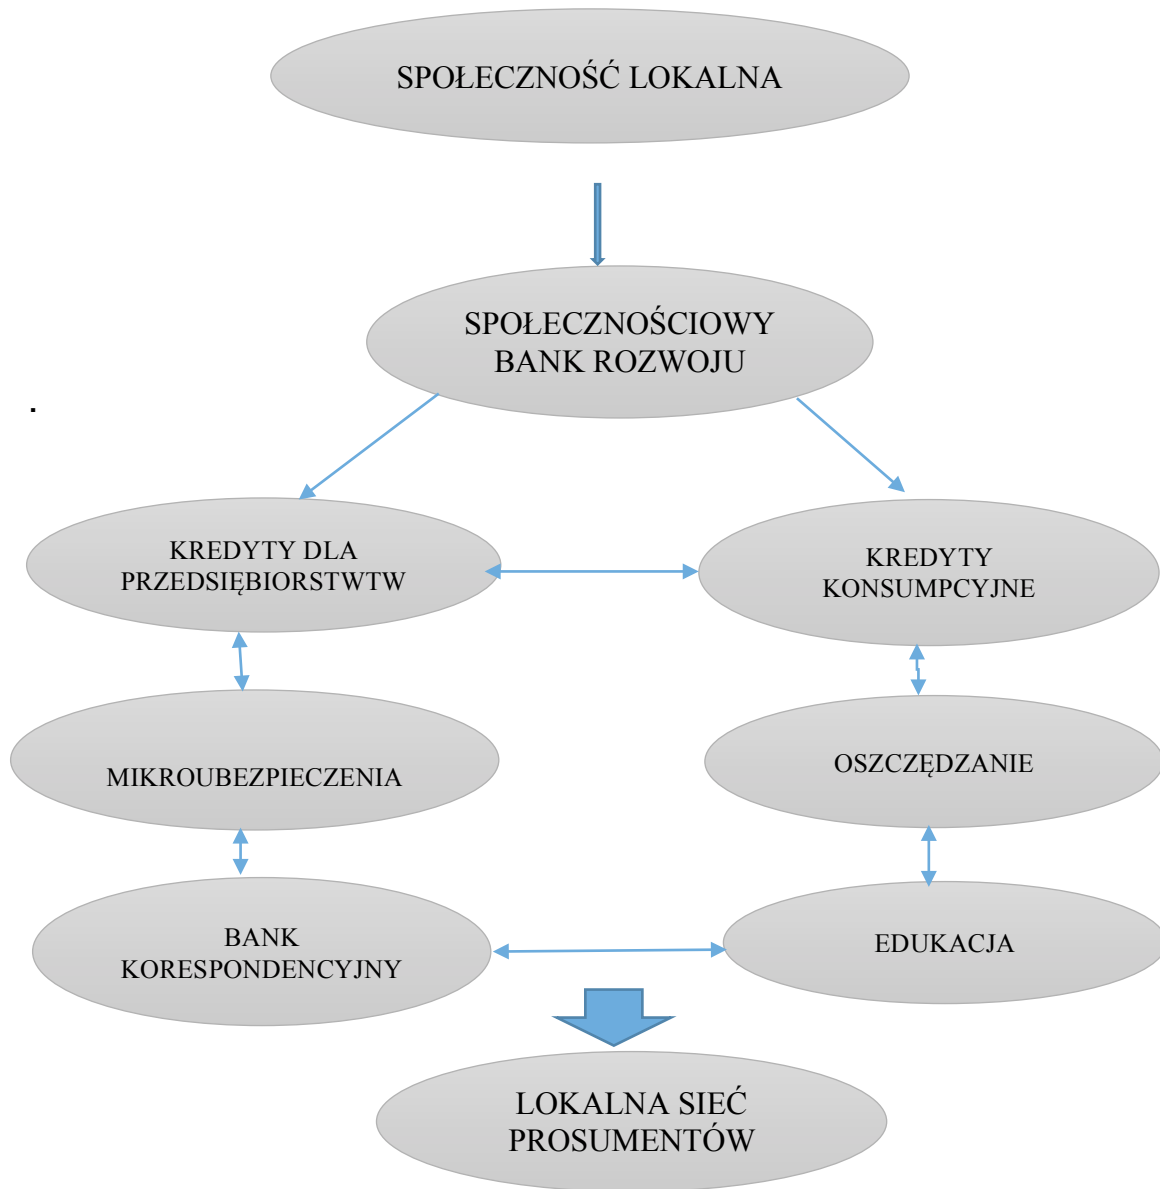 SPOŁECZNOŚĆ LOKALNA
SPOŁECZNOŚCIOWY
BANK ROZWOJU
.
KREDYTY DLA
PRZEDSIĘBIORSTWTW
KREDYTY
KONSUMPCYJNE
MIKROUBEZPIECZENIA
OSZCZĘDZANIE
BANK
KORESPONDENCYJNY
EDUKACJA
LOKALNA SIEĆ
PROSUMENTÓW